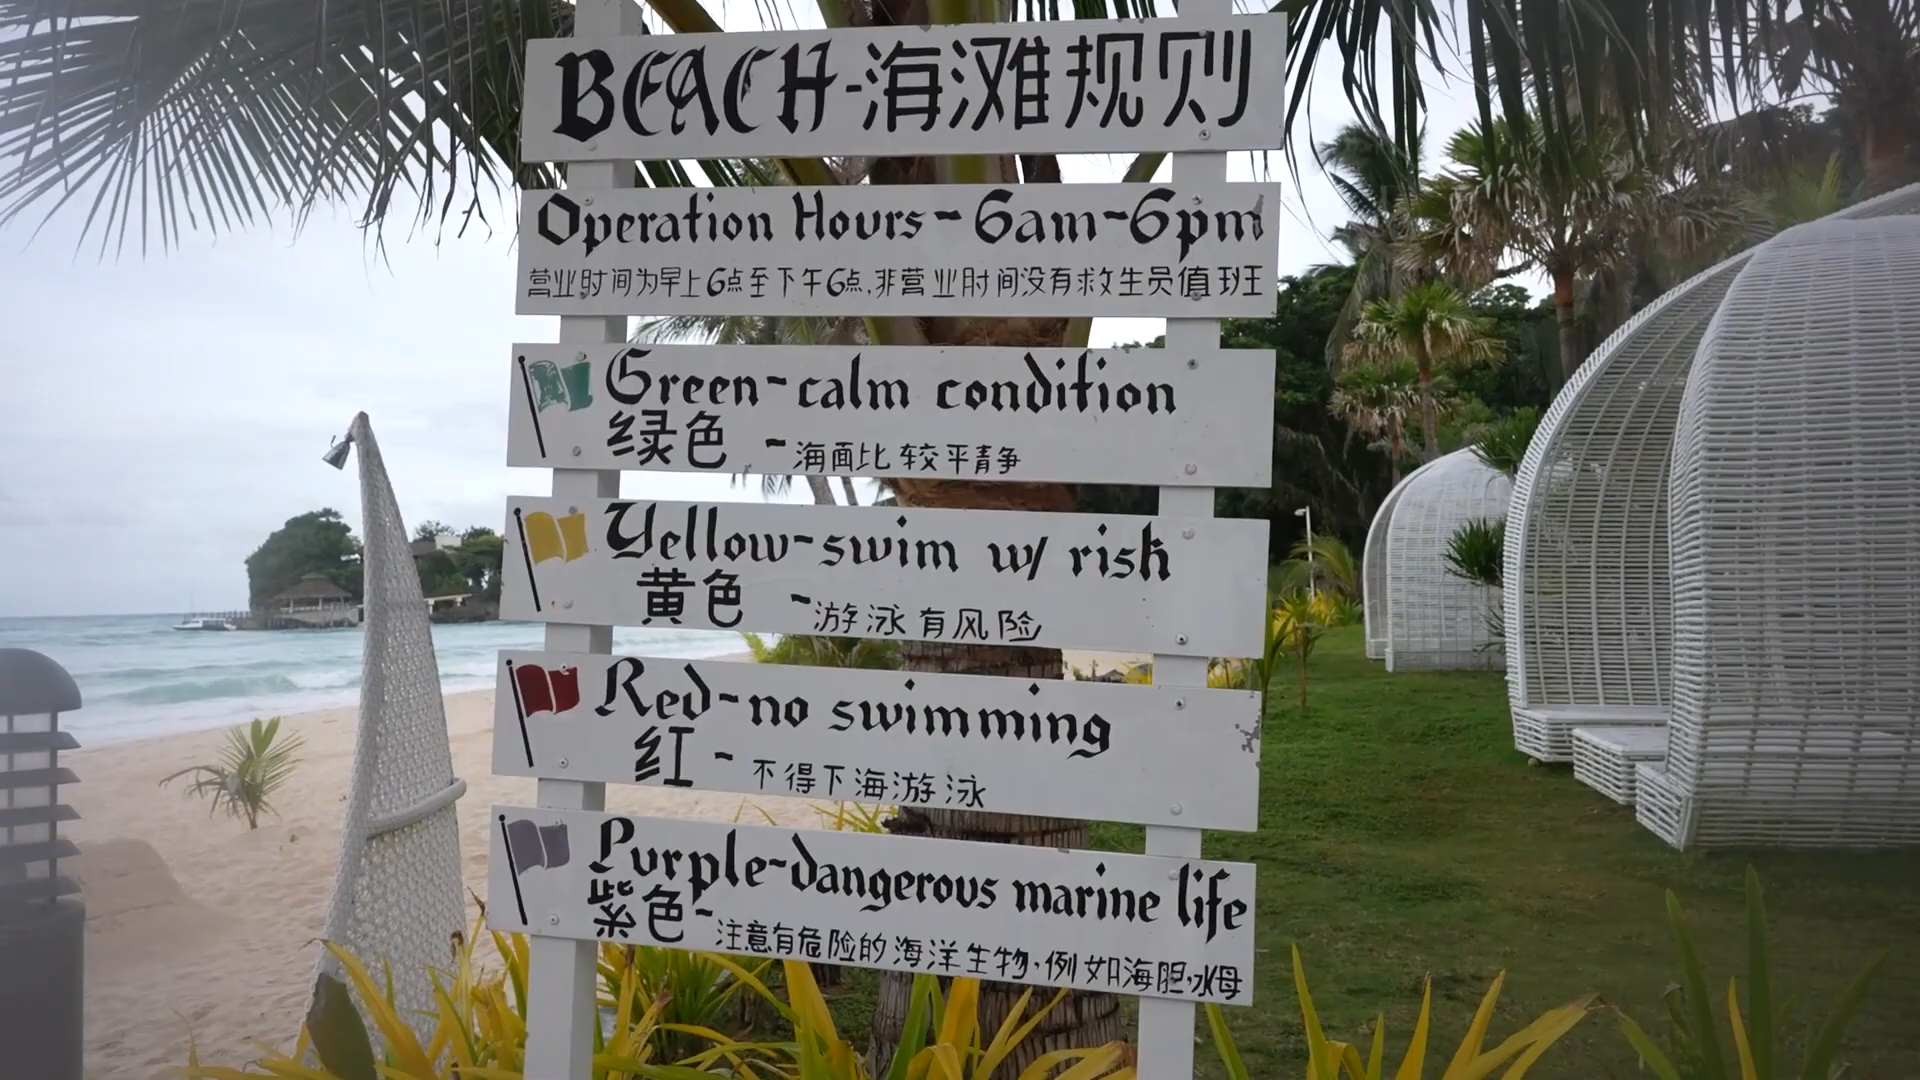 BEACH-海滩规则
Operation Hours-6am-6pm
营业时间为早上6点至下午6点,非营业时间没有救生员值班
Green-calm condition
绿色 -海面比较平静
Yellow-swim w/ risk
黄色 -游泳有风险
Red-no swimming
红 -不得下海游泳
Purple-dangerous marine life
紫色-注意有危险的海洋生物,例如海胆,水母